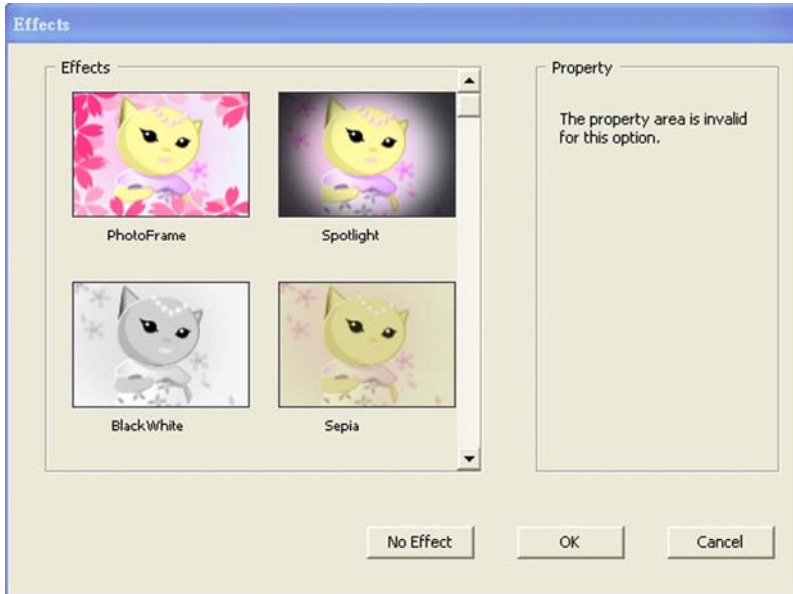 Effects
Effects
PhotoFrame
Spotlight
BlackWhite
Sepia
Property
The property area is invalid
for this option.
No Effect
OK
Cancel